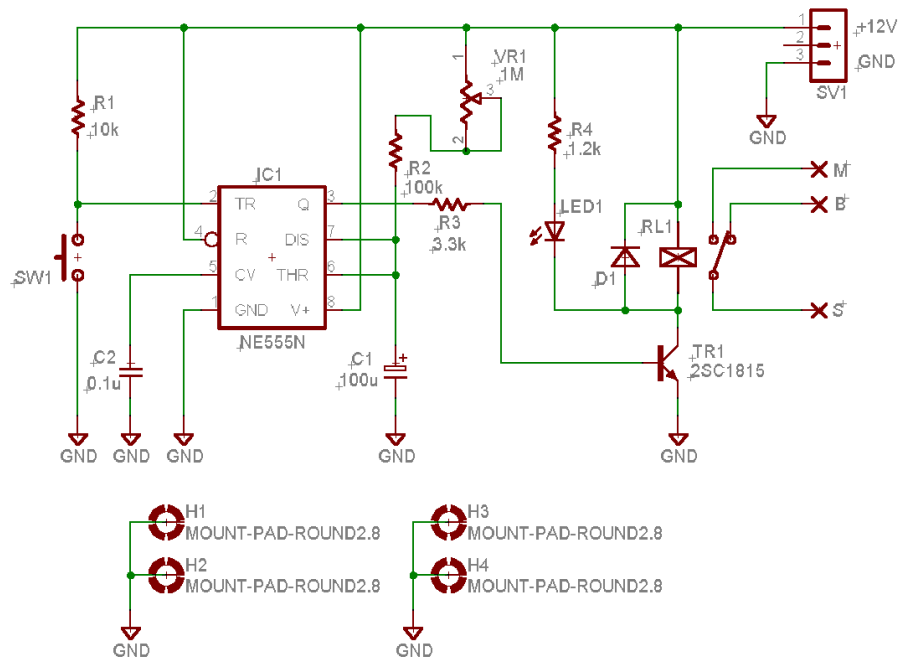 1
2
3
+12V
GND
SV1
GND
R1
10k
1
VR1
1M
3
2
R2
100k
R4
1.2k
IC1
2
TR
Q
3
4
R
DIS
7
5
CV
THR
6
1
GND
V+
8
NE555N
R3
3.3k
LED1
D1
RL1
M
B
S
SW1
C2
0.1u
C1
+
100u
TR1
2SC1815
GND
GND
GND
GND
GND
H1
MOUNT-PAD-ROUND2.8
H2
MOUNT-PAD-ROUND2.8
H3
MOUNT-PAD-ROUND2.8
H4
MOUNT-PAD-ROUND2.8
GND
GND